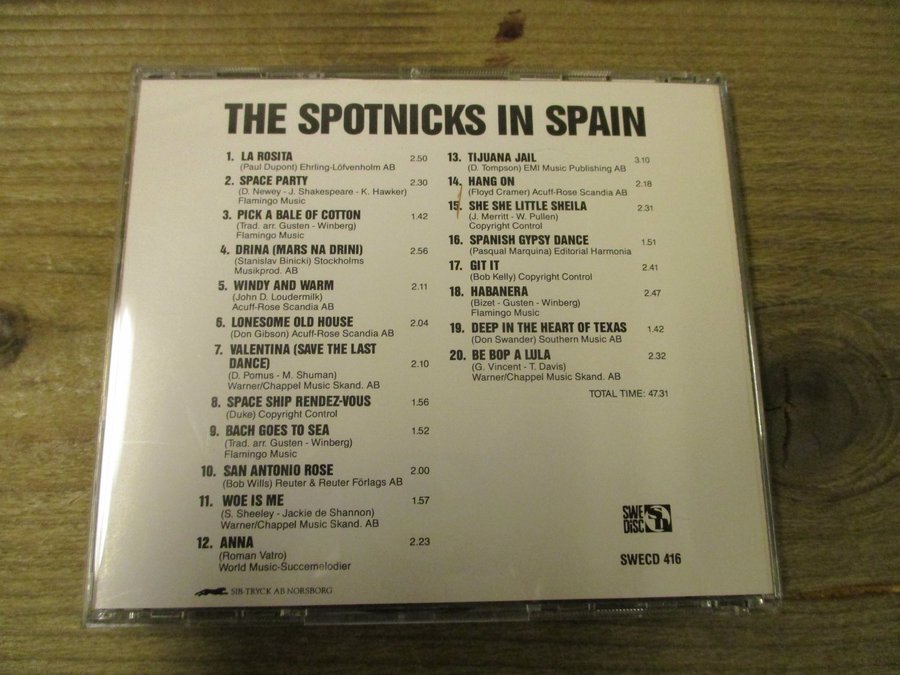 THE SPOTNICKS IN SPAIN
1. LA ROSITA 2.50
(Paul Dupont) Ehrling-Löfvenholm AB
2. SPACE PARTY 2.30
(D. Newey - J. Shakespeare - K. Hawker)
Flamingo Music
3. PICK A BALE OF COTTON 1.42
(Trad. arr. Gusten - Winberg)
Flamingo Music
4. DRINA (MARS NA DRINI) 2.56
(Stanislav Binicki) Stockholms
Musikprod. AB
5. WINDY AND WARM 2.11
(John D. Loudermilk)
Acuff-Rose Scandia AB
6. LONESOME OLD HOUSE 2.04
(Don Gibson) Acuff-Rose Scandia AB
7. VALENTINA (SAVE THE LAST
DANCE) 2.10
(D. Pomus - M. Shuman)
Warner/Chappel Music Skand. AB
8. SPACE SHIP RENDEZ-VOUS 1.56
(Duke) Copyright Control
9. BACH GOES TO SEA 1.52
(Trad. arr. Gusten - Winberg)
Flamingo Music
10. SAN ANTONIO ROSE 2.00
(Bob Wills) Reuter & Reuter Förlags AB
11. WOE IS ME 1.57
(S. Sheeley - Jackie de Shannon)
Warner/Chappel Music Skand. AB
12. ANNA 2.23
(Roman Vatro)
World Music-Succemelodier
13. TIJUANA JAIL 3.10
(D. Tompson) EMI Music Publishing AB
14. HANG ON 2.18
(Floyd Cramer) Acuff-Rose Scandia AB
15. SHE SHE LITTLE SHEILA 2.31
(J. Merritt - W. Pullen)
Copyright Control
16. SPANISH GYPSY DANCE 1.51
(Pasqual Marquina) Editorial Harmonia
17. GIT IT 2.41
(Bob Kelly) Copyright Control
18. HABANERA 2.47
(Bizet - Gusten - Winberg)
Flamingo Music
19. DEEP IN THE HEART OF TEXAS 1.42
(Don Swander) Southern Music AB
20. BE BOP A LULA 2.32
(G. Vincent - T. Davis)
Warner/Chappel Music Skand. AB
TOTAL TIME: 47.31
SWE
DISC
SWECD 416
SIB-TRYCK AB NORSBORG